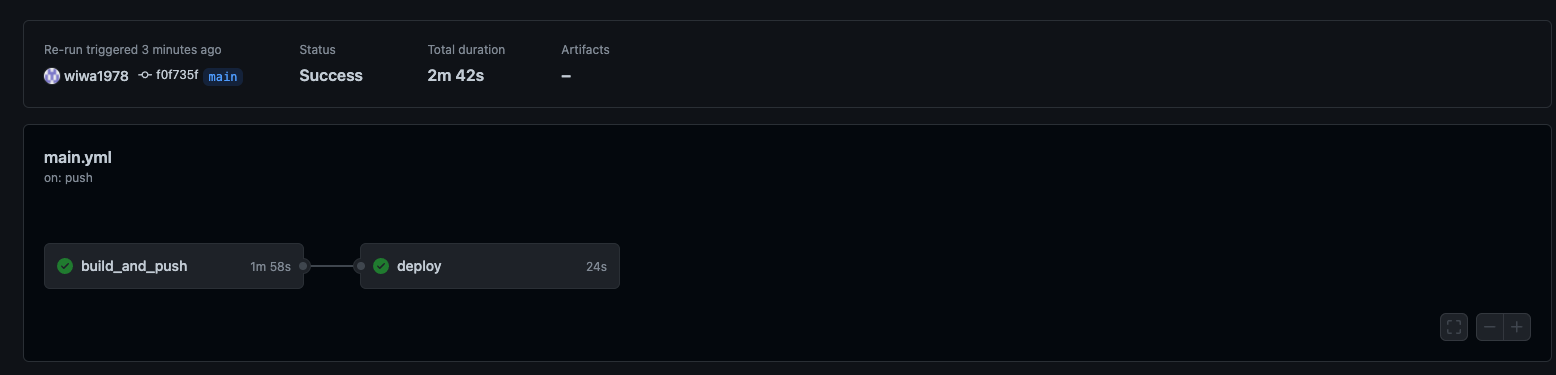 Re-run triggered 3 minutes ago
wiwa1978 f0f735f main
Status
Success
Total duration
2m 42s
Artifacts
–
main.yml
on: push
build_and_push 1m 58s
deploy 24s